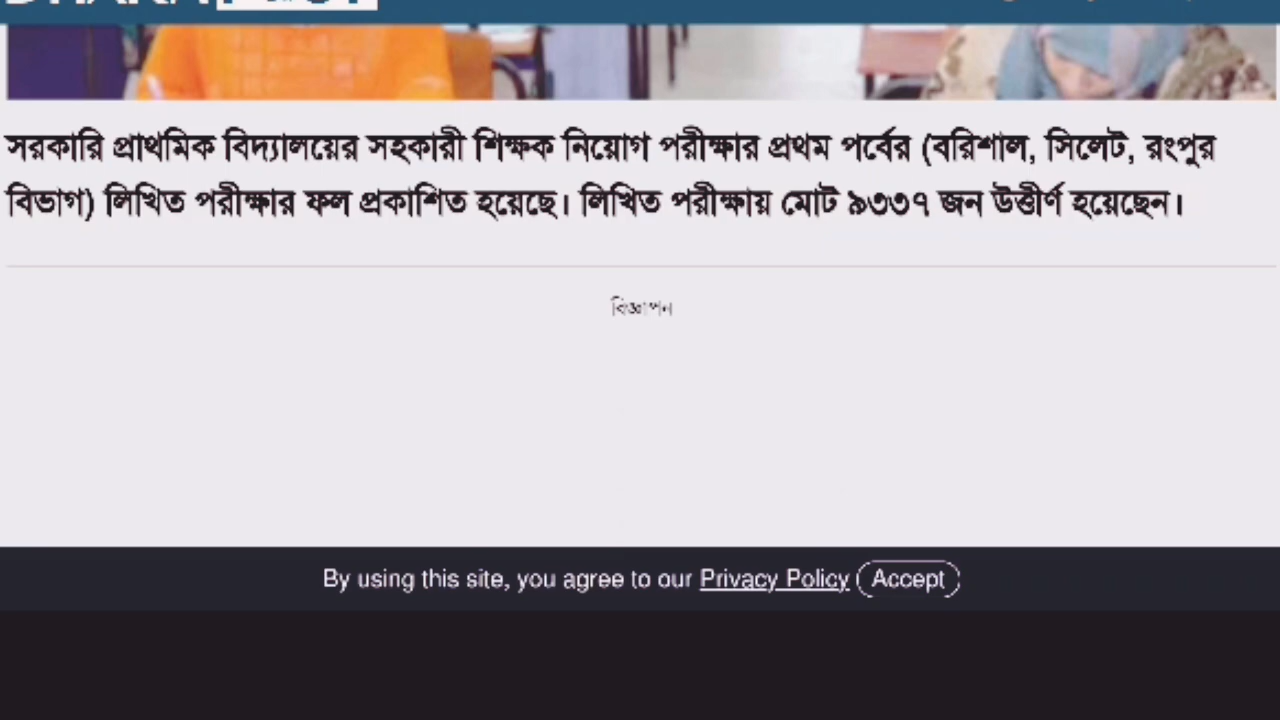 সরকারি প্রাথমিক বিদ্যালয়ের সহকারী শিক্ষক নিয়োগ পরীক্ষার প্রথম পর্বের (বরিশাল, সিলেট, রংপুর
বিভাগ) লিখিত পরীক্ষার ফল প্রকাশিত হয়েছে। লিখিত পরীক্ষায় মোট ৯৩৩৭ জন উত্তীর্ণ হয়েছেন।
বিজ্ঞাপন
By using this site, you agree to our Privacy Policy Accept